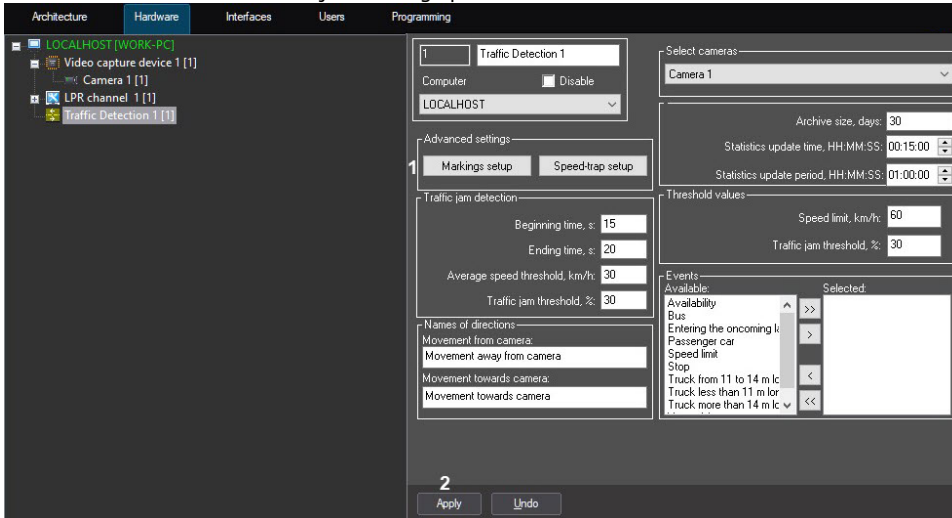 Architecture Hardware Interfaces Users Programming
LOCALHOST [WORK-PC]
Video capture device 1 [1]
Camera 1 [1]
LPR channel 1 [1]
Traffic Detection 1 [1]
1 Traffic Detection 1
Computer Disable
LOCALHOST
Advanced settings
1
Markings setup Speed-trap setup
Traffic jam detection
Beginning time, s: 15
Ending time, s: 20
Average speed threshold, km/h: 30
Traffic jam threshold, %: 30
Names of directions
Movement from camera:
Movement away from camera
Movement towards camera:
Movement towards camera
Select cameras
Camera 1
Archive size, days: 30
Statistics update time, HH:MM:SS: 00:15:00
Statistics update period, HH:MM:SS: 01:00:00
Threshold values
Speed limit, km/h: 60
Traffic jam threshold, %: 30
Events
Available: Selected:
Availability
Bus
Entering the oncoming
Passenger car
Speed limit
Stop
Truck from 11 to 14 m
Truck less than 11 m
Truck more than 14 m
>>
>
<
<<
2
Apply Undo